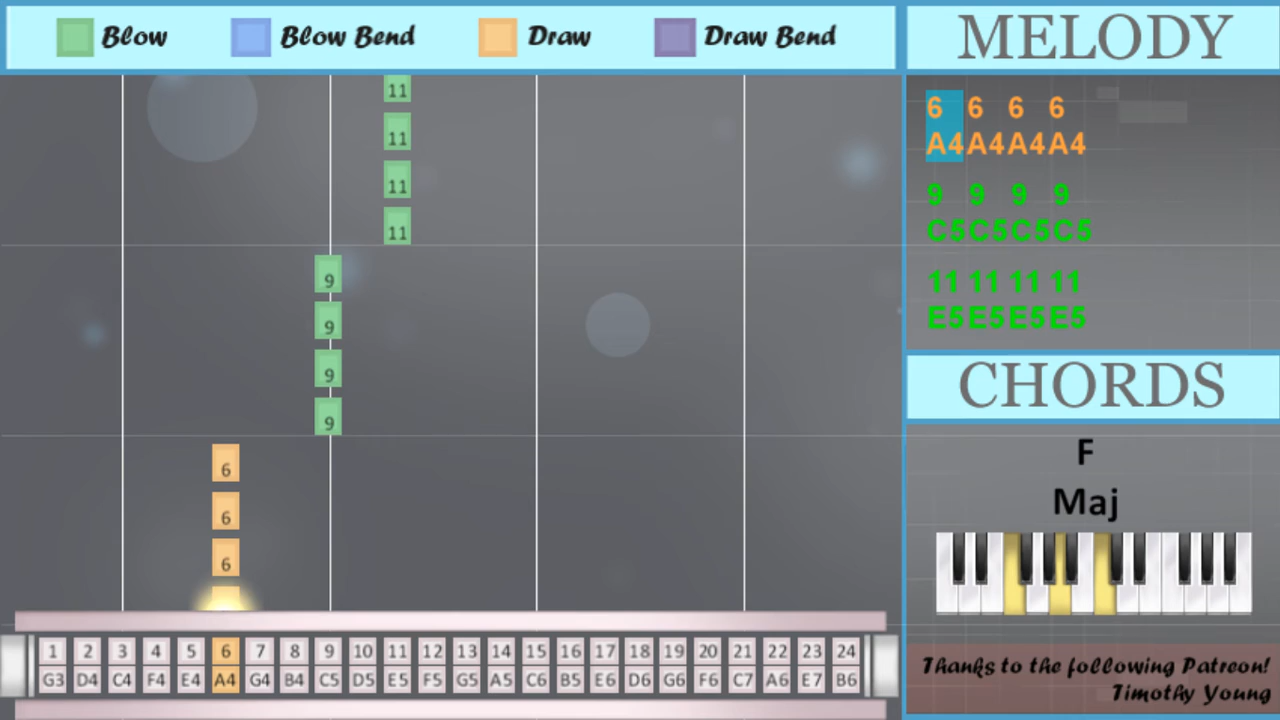 Blow Blow Bend Draw Draw Bend
11
11
11
11
9
9
9
9
6
6
6
1 2 3 4 5 6 7 8 9 10 11 12 13 14 15 16 17 18 19 20 21 22 23 24
G3 D4 C4 F4 E4 A4 G4 B4 C5 D5 E5 F5 G5 A5 C6 B5 E6 D6 G6 F6 C7 A6 E7 B6
MELODY
6 6 6 6
A4A4A4A4
9 9 9 9
C5C5C5C5
11 11 11 11
E5E5E5E5
CHORDS
F
Maj
Thanks to the following Patreon!
Timothy Young